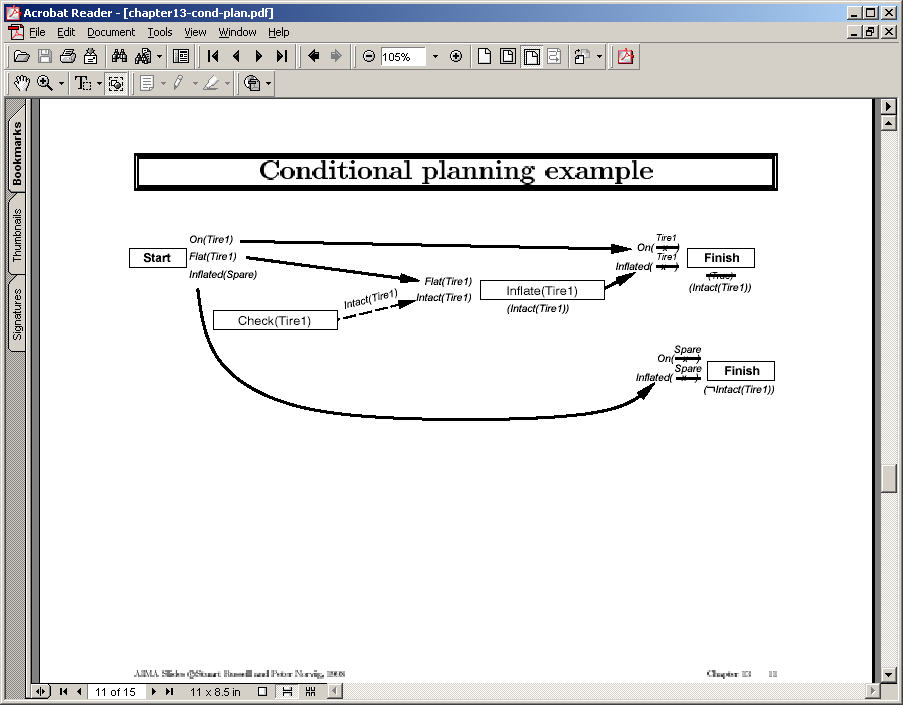 Acrobat Reader - [chapter13-cond-plan.pdf]
File Edit Document Tools View Window Help
105%
Bookmarks
Thumbnails
Signatures
Conditional planning example
On(Tire1)
Flat(Tire1)
Inflated(Spare)
Start
Check(Tire1)
Intact(Tire1)
Flat(Tire1)
Intact(Tire1)
Inflate(Tire1)
(Intact(Tire1))
Tire1
On( x )
Tire1
Inflated( x )
Finish
(True)
(Intact(Tire1))
Spare
On( x )
Spare
Inflated( x )
Finish
(¬Intact(Tire1))
AIMA Slides ©Stuart Russell and Peter Norvig, 1998
Chapter 13 11
11 of 15
11 x 8.5 in